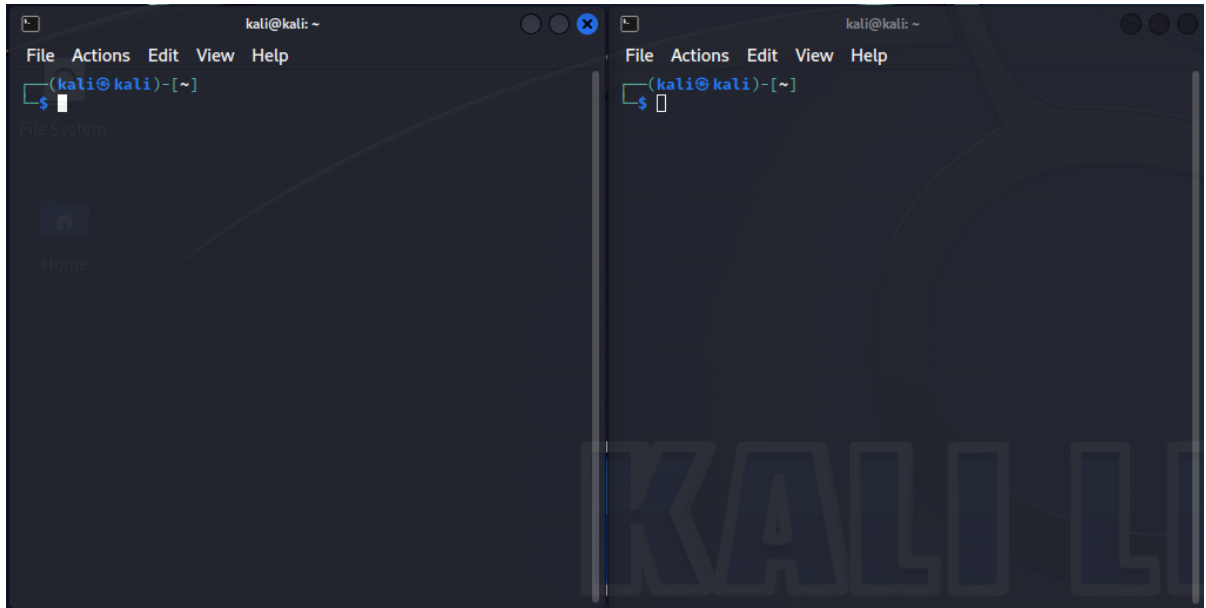 kali@kali: ~
File Actions Edit View Help
┌──(kali㉿kali)-[~]
└─$
File System
Home
kali@kali: ~
File Actions Edit View Help
┌──(kali㉿kali)-[~]
└─$
KALI LI